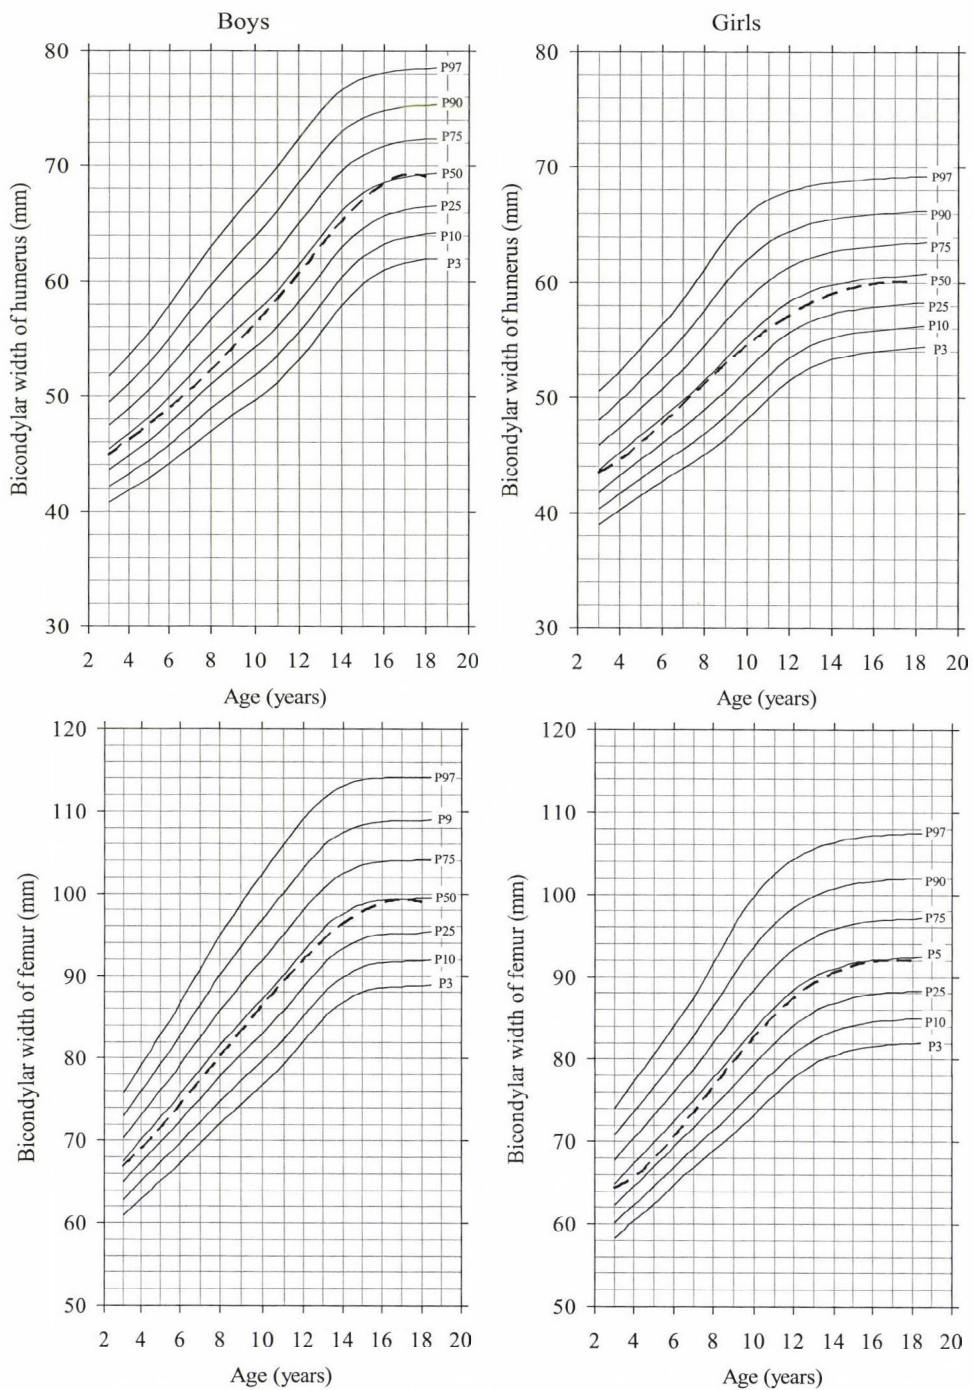 Boys
Bicondylar width of humerus (mm)
80
70
60
50
40
30
P97
P90
P75
P50
P25
P10
P3
2 4 6 8 10 12 14 16 18 20
Age (years)
Girls
Bicondylar width of humerus (mm)
80
70
60
50
40
30
P97
P90
P75
P50
P25
P10
P3
2 4 6 8 10 12 14 16 18 20
Age (years)
Bicondylar width of femur (mm)
120
110
100
90
80
70
60
50
P97
P9
P75
P50
P25
P10
P3
2 4 6 8 10 12 14 16 18 20
Age (years)
Bicondylar width of femur (mm)
120
110
100
90
80
70
60
50
P97
P90
P75
P5
P25
P10
P3
2 4 6 8 10 12 14 16 18 20
Age (years)